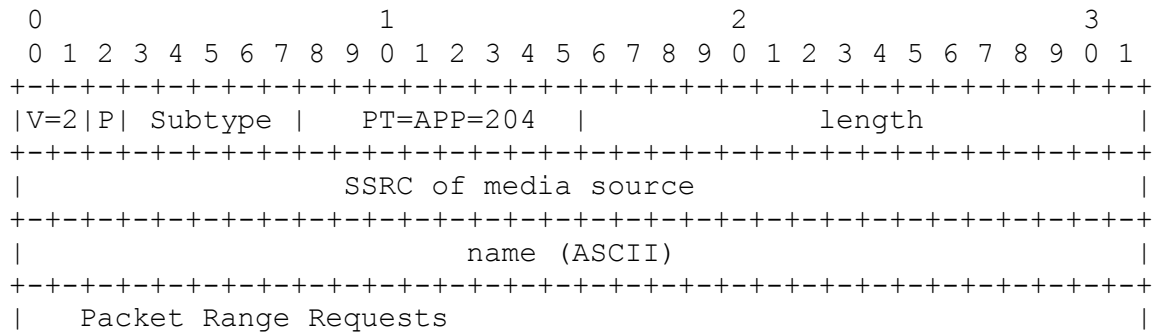 0                   1                   2                   3
 0 1 2 3 4 5 6 7 8 9 0 1 2 3 4 5 6 7 8 9 0 1 2 3 4 5 6 7 8 9 0 1
+-+-+-+-+-+-+-+-+-+-+-+-+-+-+-+-+-+-+-+-+-+-+-+-+-+-+-+-+-+-+-+
|V=2|P| Subtype |   PT=APP=204  |             length            |
+-+-+-+-+-+-+-+-+-+-+-+-+-+-+-+-+-+-+-+-+-+-+-+-+-+-+-+-+-+-+-+
|                  SSRC of media source                         |
+-+-+-+-+-+-+-+-+-+-+-+-+-+-+-+-+-+-+-+-+-+-+-+-+-+-+-+-+-+-+-+
|                         name (ASCII)                          |
+-+-+-+-+-+-+-+-+-+-+-+-+-+-+-+-+-+-+-+-+-+-+-+-+-+-+-+-+-+-+-+
|   Packet Range Requests                                       |